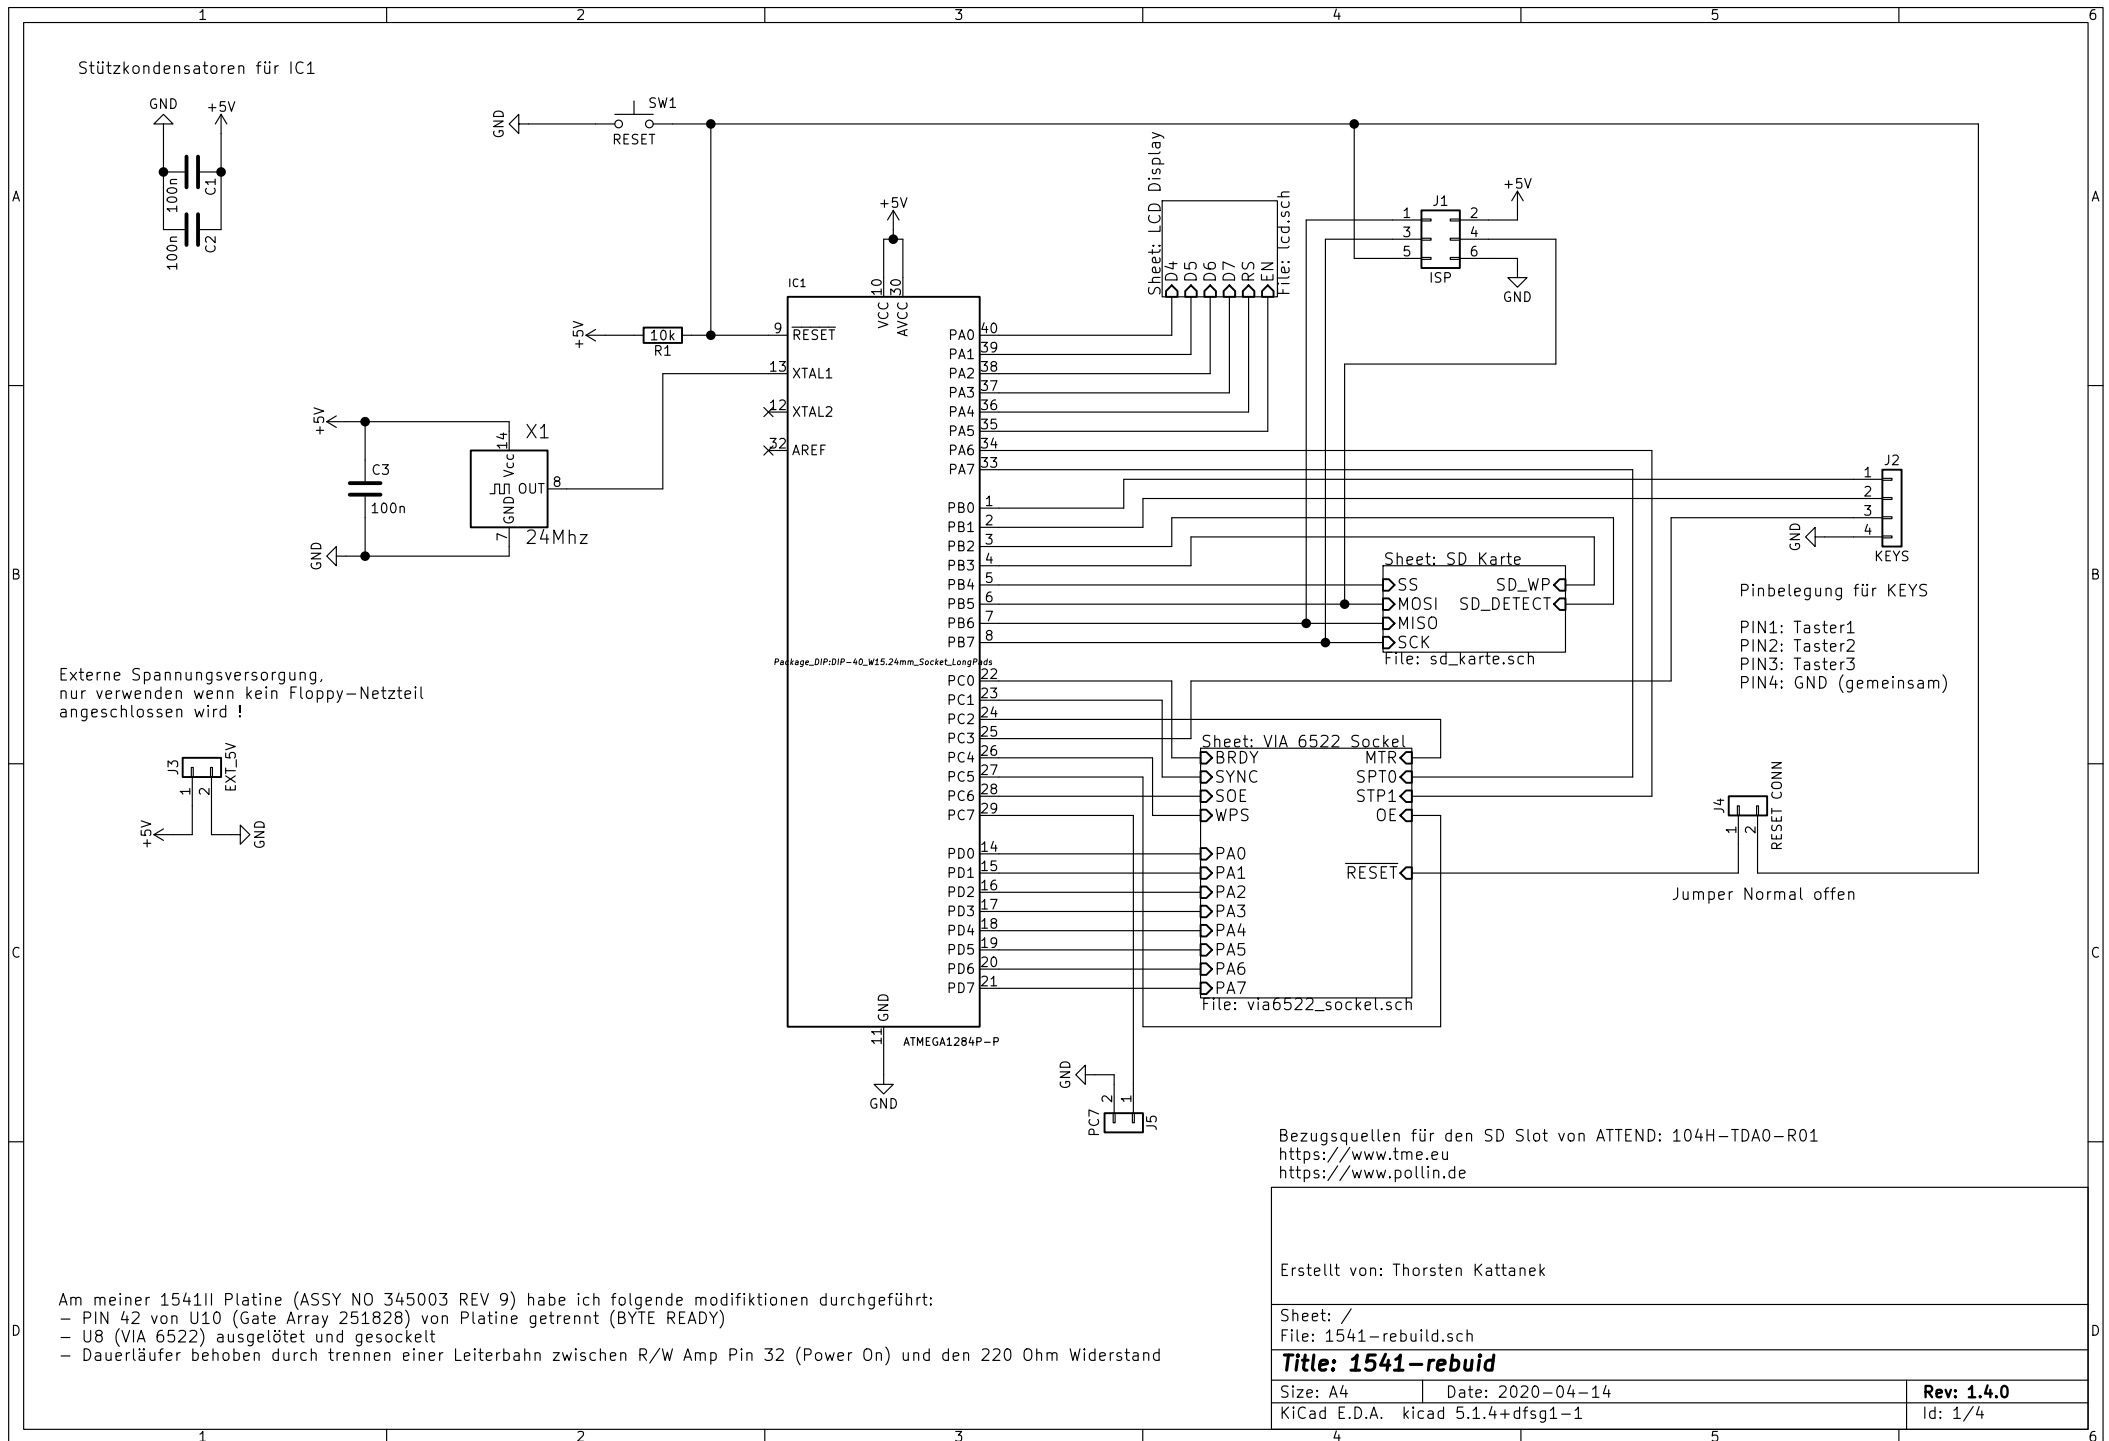 1 2 3 4 5 6
Stützkondensatoren für IC1
GND
+5V
100n
C1
100n
C2
GND
SW1
RESET
+5V
Sheet: LCD Display
File: lcd.sch
D4
D5
D6
D7
RS
EN
J1
1 2
3 4
5 6
ISP
+5V
GND
A
A
IC1
VCC 10
AVCC 30
+5V
10k
R1
9 RESET
13 XTAL1
12 XTAL2
32 AREF
PA0 40
PA1 39
PA2 38
PA3 37
PA4 36
PA5 35
PA6 34
PA7 33
PB0 1
PB1 2
PB2 3
PB3 4
PB4 5
PB5 6
PB6 7
PB7 8
Package_DIP:DIP-40_W15.24mm_Socket_LongPads
PC0 22
PC1 23
PC2 24
PC3 25
PC4 26
PC5 27
PC6 28
PC7 29
PD0 14
PD1 15
PD2 16
PD3 17
PD4 18
PD5 19
PD6 20
PD7 21
GND
11
ATMEGA1284P-P
GND
+5V
C3
100n
GND
X1
14
Vcc
OUT 8
GND
7
24Mhz
B
B
J2
1
2
3
4
KEYS
GND
Sheet: SD Karte
SS SD_WP
MOSI SD_DETECT
MISO
SCK
File: sd_karte.sch
Pinbelegung für KEYS
PIN1: Taster1
PIN2: Taster2
PIN3: Taster3
PIN4: GND (gemeinsam)
Externe Spannungsversorgung,
nur verwenden wenn kein Floppy-Netzteil
angeschlossen wird !
J3
EXT_5V
1
2
+5V
GND
Sheet: VIA 6522 Sockel
BRDY MTR
SYNC SPT0
SOE STP1
WPS OE
PA0
PA1 RESET
PA2
PA3
PA4
PA5
PA6
PA7
File: via6522_sockel.sch
J4
RESET CONN
1
2
Jumper Normal offen
C
C
GND
2
1
PC7
J5
Bezugsquellen für den SD Slot von ATTEND: 104H-TDA0-R01
https://www.tme.eu
https://www.pollin.de
Am meiner 1541II Platine (ASSY NO 345003 REV 9) habe ich folgende modifiktionen durchgeführt:
- PIN 42 von U10 (Gate Array 251828) von Platine getrennt (BYTE READY)
- U8 (VIA 6522) ausgelötet und gesockelt
- Dauerläufer behoben durch trennen einer Leiterbahn zwischen R/W Amp Pin 32 (Power On) und den 220 Ohm Widerstand
D
D
Erstellt von: Thorsten Kattanek
Sheet: /
File: 1541-rebuild.sch
Title: 1541-rebuid
Size: A4 Date: 2020-04-14 Rev: 1.4.0
KiCad E.D.A. kicad 5.1.4+dfsg1-1 Id: 1/4
1 2 3 4 5 6